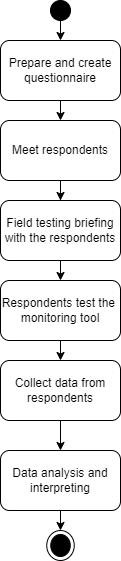 Prepare and create
questionnaire
Meet respondents
Field testing briefing
with the respondents
Respondents test the
monitoring tool
Collect data from
respondents
Data analysis and
interpreting